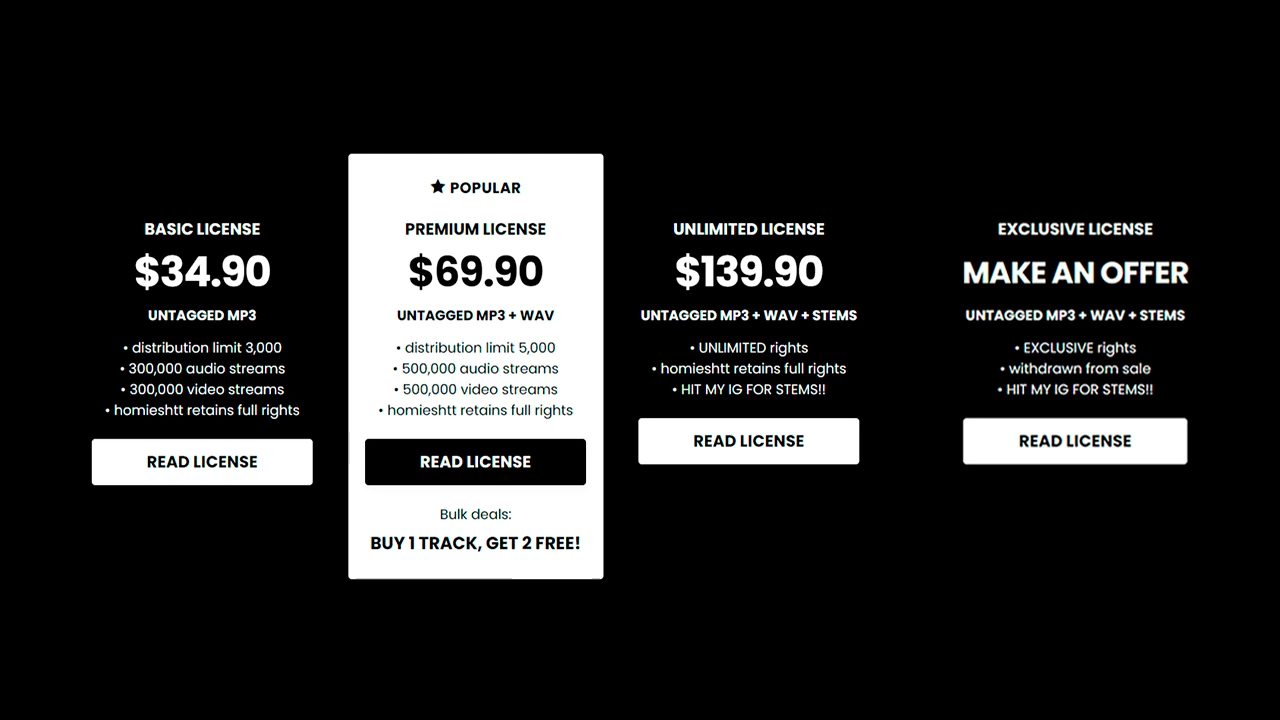 BASIC LICENSE
$34.90
UNTAGGED MP3
• distribution limit 3,000
• 300,000 audio streams
• 300,000 video streams
• homieshtt retains full rights
READ LICENSE
★ POPULAR
PREMIUM LICENSE
$69.90
UNTAGGED MP3 + WAV
• distribution limit 5,000
• 500,000 audio streams
• 500,000 video streams
• homieshtt retains full rights
READ LICENSE
Bulk deals:
BUY 1 TRACK, GET 2 FREE!
UNLIMITED LICENSE
$139.90
UNTAGGED MP3 + WAV + STEMS
• UNLIMITED rights
• homieshtt retains full rights
• HIT MY IG FOR STEMS!!
READ LICENSE
EXCLUSIVE LICENSE
MAKE AN OFFER
UNTAGGED MP3 + WAV + STEMS
• EXCLUSIVE rights
• withdrawn from sale
• HIT MY IG FOR STEMS!!
READ LICENSE